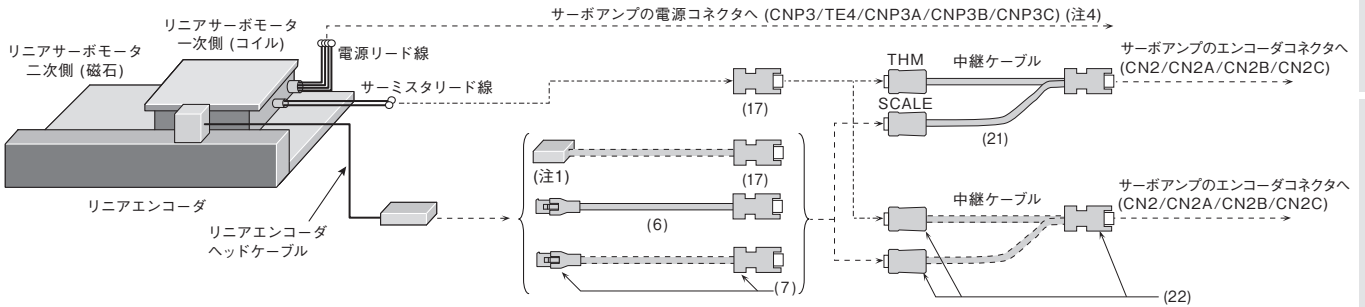 サーボアンプの電源コネクタへ (CNP3/TE4/CNP3A/CNP3B/CNP3C) (注4)
リニアサーボモータ
一次側 (コイル)
リニアサーボモータ
二次側 (磁石)
電源リード線
サーミスタリード線
(17)
THM
中継ケーブル
サーボアンプのエンコーダコネクタへ
(CN2/CN2A/CN2B/CN2C)
SCALE
(21)
(注1)
(17)
(6)
(7)
リニアエンコーダ
リニアエンコーダ
ヘッドケーブル
中継ケーブル
サーボアンプのエンコーダコネクタへ
(CN2/CN2A/CN2B/CN2C)
(22)